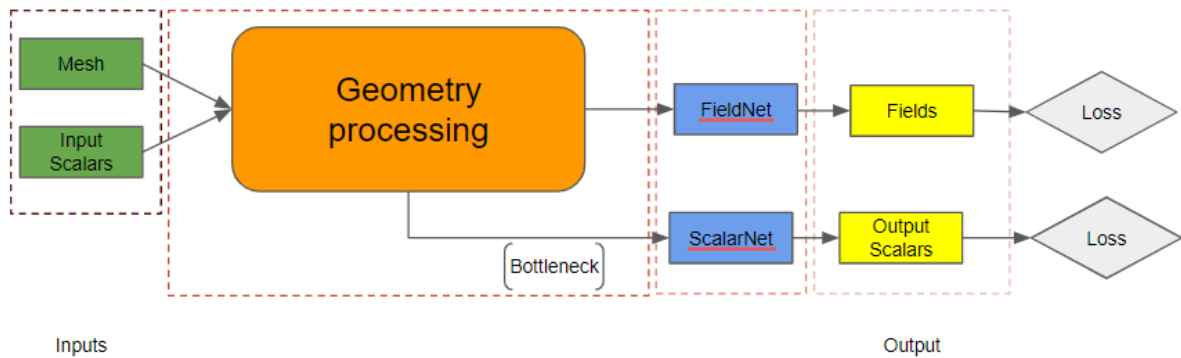 Mesh
Input
Scalars
Geometry
processing
FieldNet
Fields
Loss
[Bottleneck]
ScalarNet
Output
Scalars
Loss
Inputs
Output